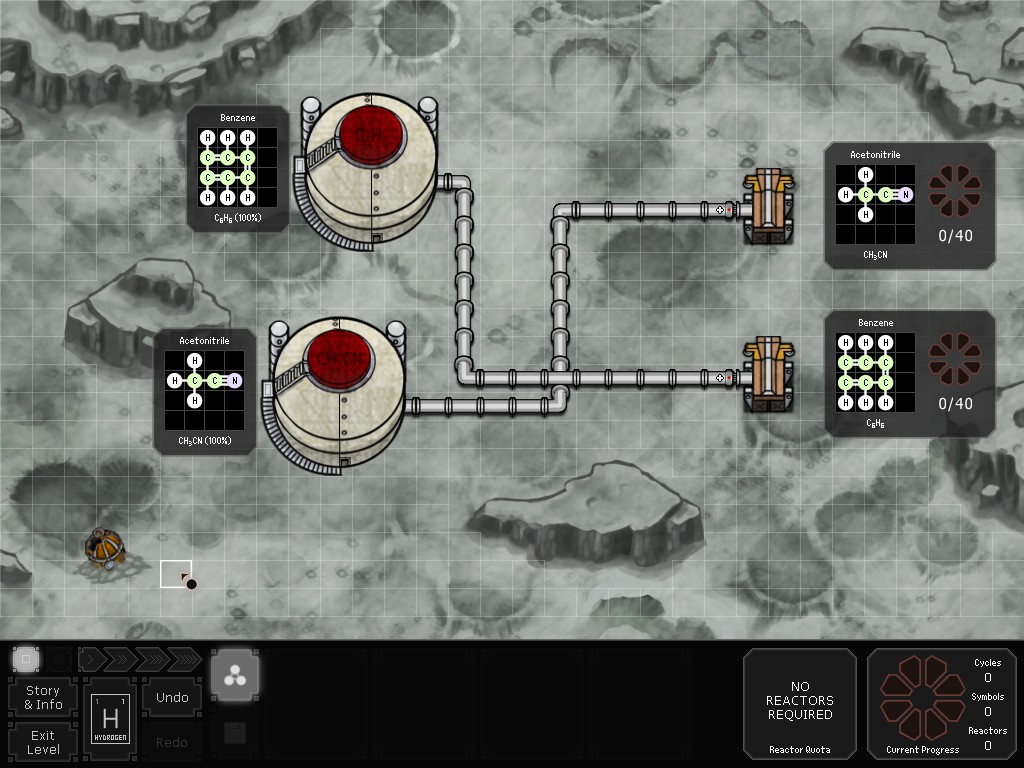 Benzene
H H H
C C C
C C C
H H H
C₆H₆ (100%)
Acetonitrile
H
H C C N
H
CH₃CN (100%)
Acetonitrile
H
H C C N
H
CH₃CN
0/40
Benzene
H H H
C C C
C C C
H H H
C₆H₆
0/40
Story
& Info
Exit
Level
1 1
H
HYDROGEN
Undo
Redo
NO
REACTORS
REQUIRED
Reactor Quota
Current Progress
Cycles
0
Symbols
0
Reactors
0